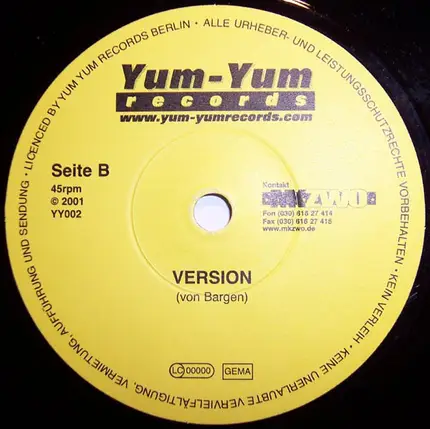 • LICENCED BY YUM YUM RECORDS BERLIN • ALLE URHEBER- UND LEISTUNGSSCHUTZRECHTE VORBEHALTEN • KEIN VERLEIH • KEINE UNERLAUBTE VERVIELFÄLTIGUNG, VERMIETUNG, AUFFÜHRUNG UND SENDUNG
Yum-Yum
records
www.yum-yumrecords.com
Seite B
45rpm
© 2001
YY002
Kontakt
MKZWO
Fon (030) 618 27 414
Fax (030) 618 27 418
www.mkzwo.de
VERSION
(von Bargen)
LC 00000
GEMA